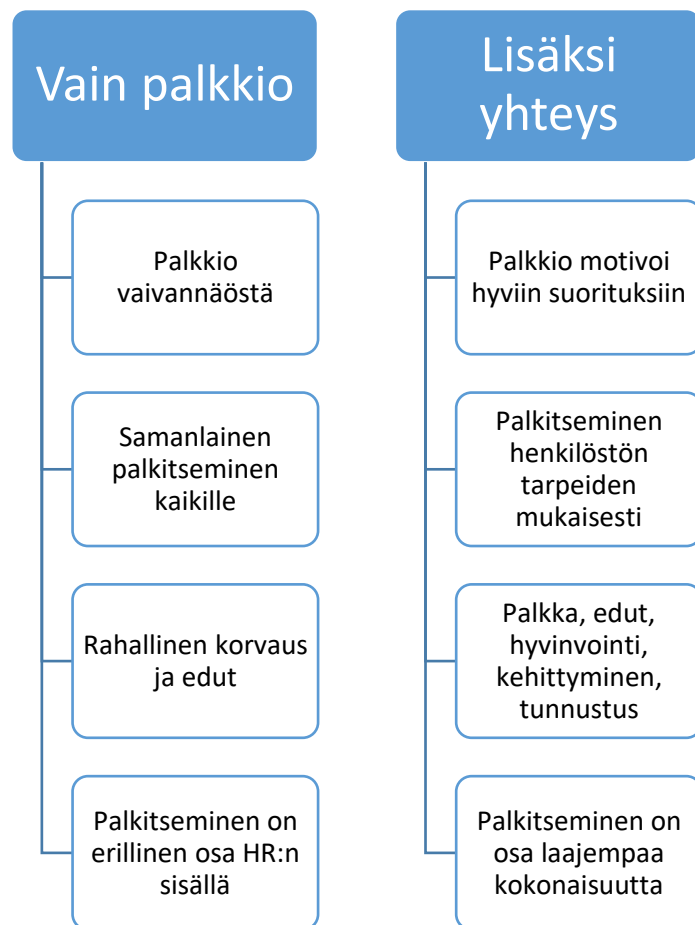 Vain palkkio
Palkkio
vaivannäöstä
Samanlainen
palkitseminen
kaikille
Rahallinen korvaus
ja edut
Palkitseminen on
erillinen osa HR:n
sisällä
Lisäksi
yhteys
Palkkio motivoi
hyviin suorituksiin
Palkitseminen
henkilöstön
tarpeiden
mukaisesti
Palkka, edut,
hyvinvointi,
kehittyminen,
tunnustus
Palkitseminen on
osa laajempaa
kokonaisuutta